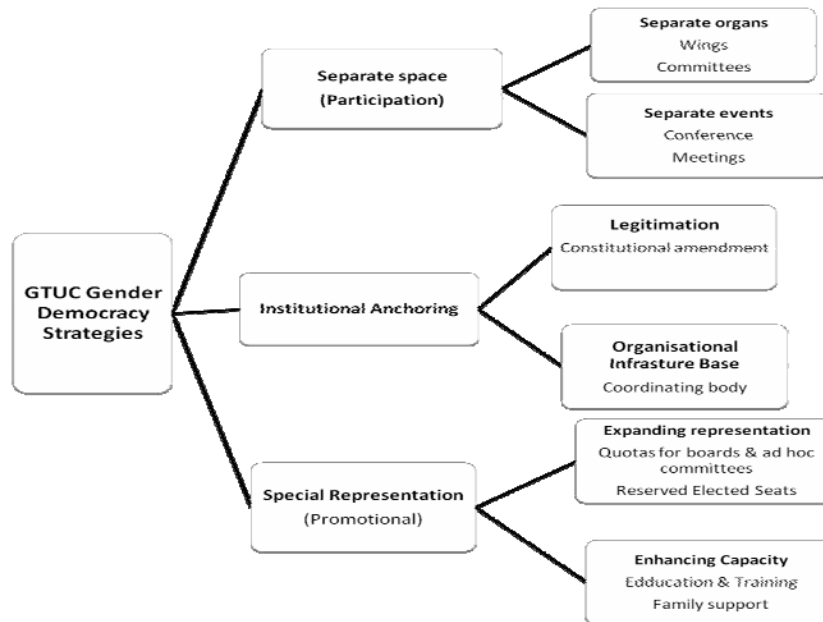 GTUC Gender
Democracy
Strategies
Separate space
(Participation)
Separate organs
Wings
Committees
Separate events
Conference
Meetings
Institutional Anchoring
Legitimation
Constitutional amendment
Organisational
Infrasture Base
Coordinating body
Special Representation
(Promotional)
Expanding representation
Quotas for boards & ad hoc
committees
Reserved Elected Seats
Enhancing Capacity
Edducation & Training
Family support